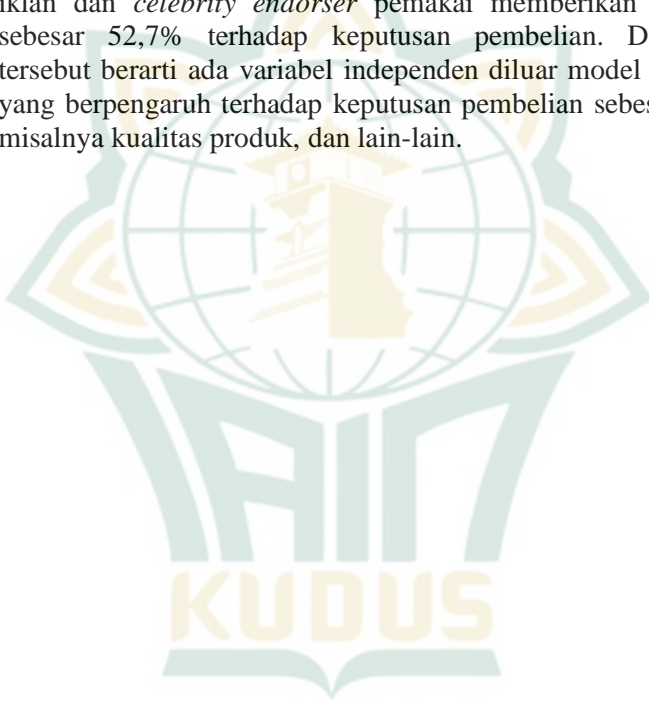 iklan dan celebrity endorser pemakai memberikan
sebesar 52,7% terhadap keputusan pembelian. D
tersebut berarti ada variabel independen diluar model
yang berpengaruh terhadap keputusan pembelian sebes
misalnya kualitas produk, dan lain-lain.
IAIN
KUDUS